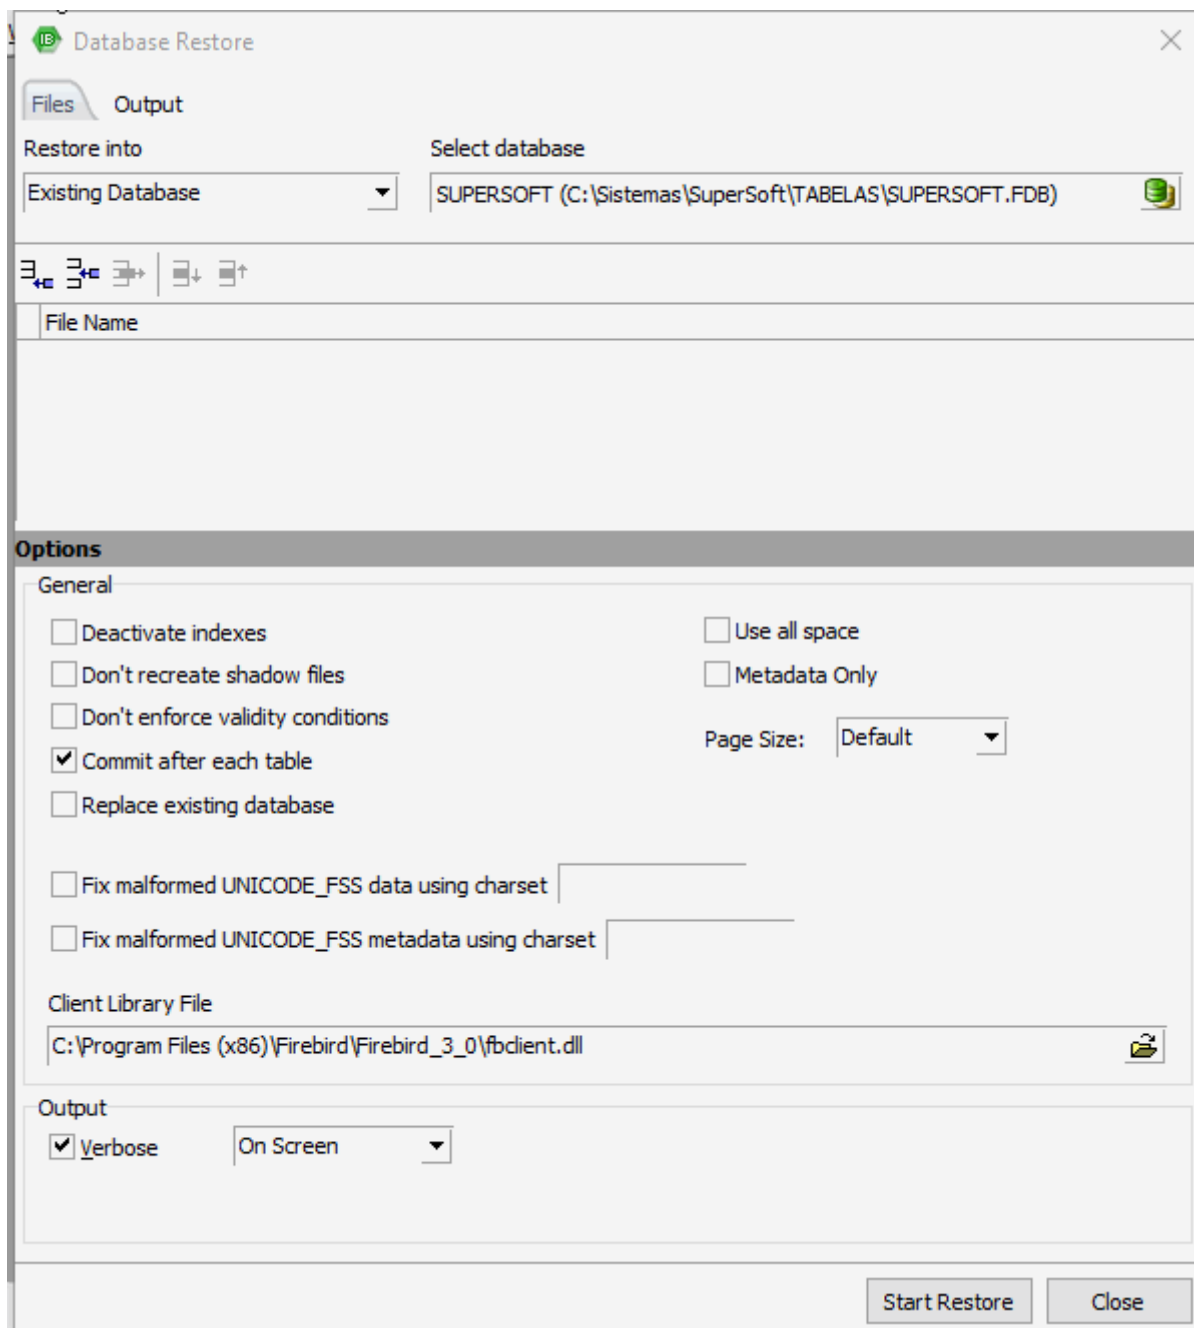 IB Database Restore
Files Output
Restore into Select database
Existing Database SUPERSOFT (C:\Sistemas\SuperSoft\TABELAS\SUPERSOFT.FDB)
File Name
Options
General
Deactivate indexes Use all space
Don't recreate shadow files Metadata Only
Don't enforce validity conditions
Page Size: Default
Commit after each table
Replace existing database
Fix malformed UNICODE_FSS data using charset
Fix malformed UNICODE_FSS metadata using charset
Client Library File
C:\Program Files (x86)\Firebird\Firebird_3_0\fbclient.dll
Output
Verbose On Screen
Start Restore Close